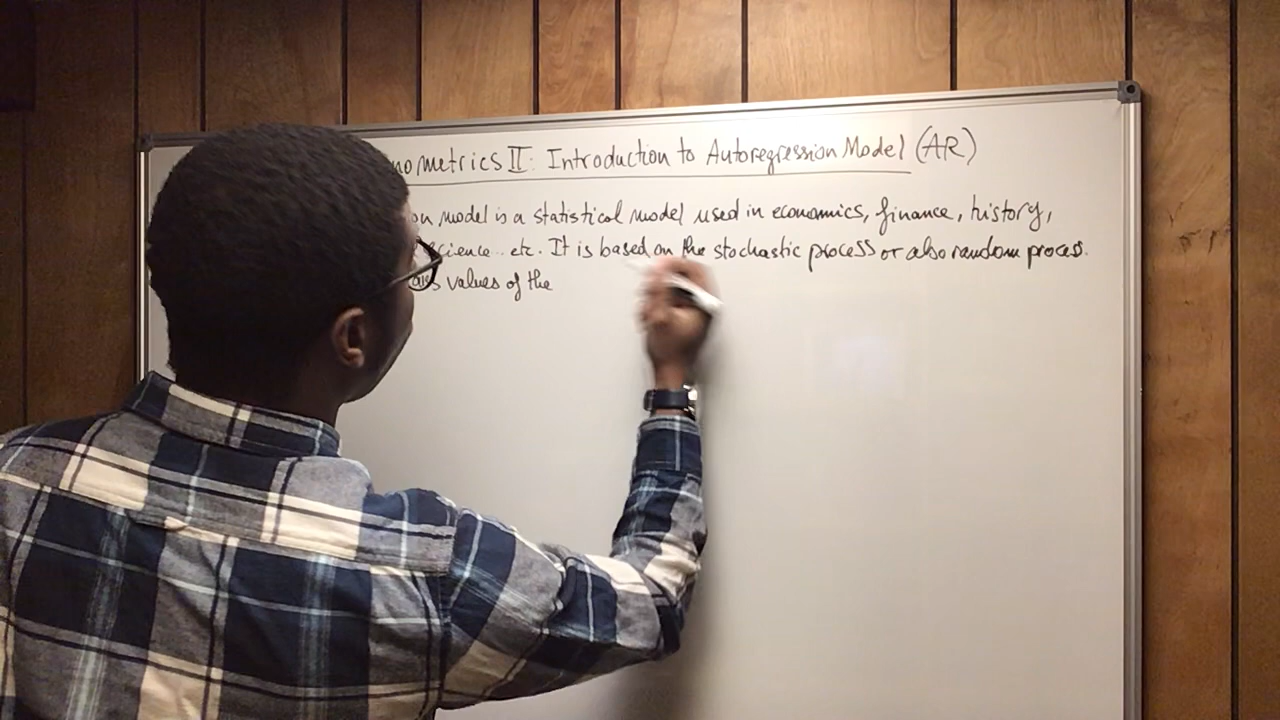 nometrics II: Introduction to Autoregression Model (AR)
on model is a statistical model used in economics, finance, history,
science.. etc. It is based on the stochastic process or also random process.
values of the